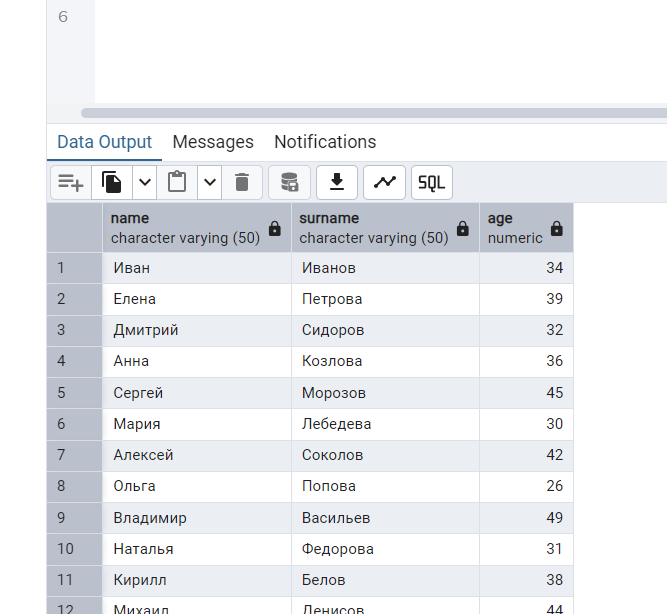 6
Data Output Messages Notifications
SQL
name surname age
character varying (50) character varying (50) numeric
1 Иван Иванов 34
2 Елена Петрова 39
3 Дмитрий Сидоров 32
4 Анна Козлова 36
5 Сергей Морозов 45
6 Мария Лебедева 30
7 Алексей Соколов 42
8 Ольга Попова 26
9 Владимир Васильев 49
10 Наталья Федорова 31
11 Кирилл Белов 38
12 Михаил Денисов 44